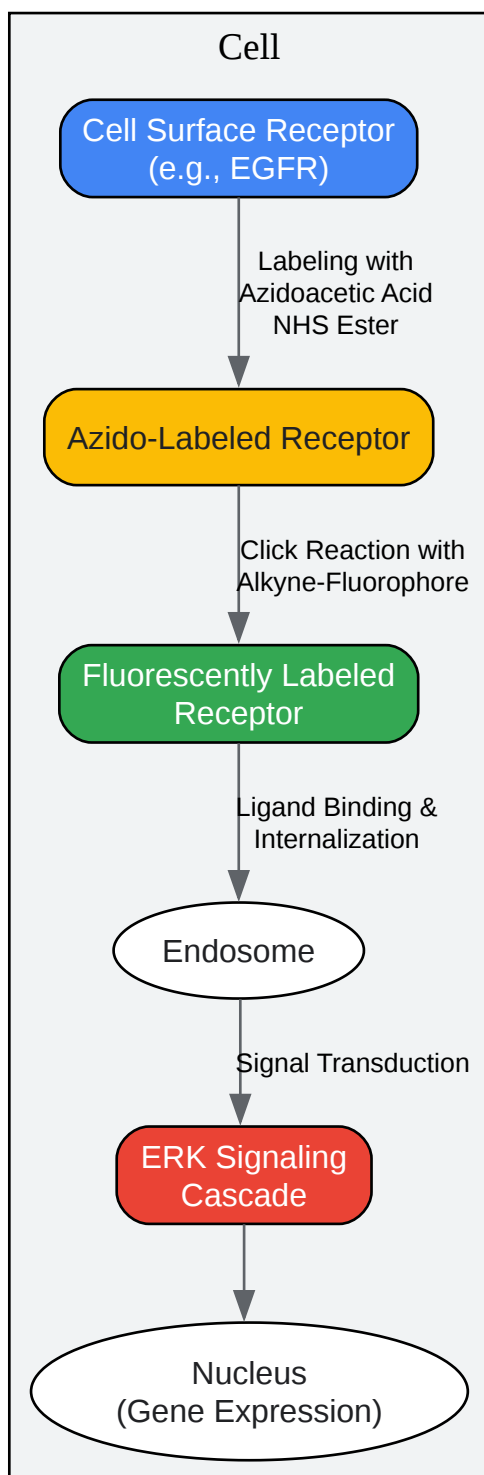 Cell
Cell Surface Receptor
(e.g., EGFR)
Labeling with
Azidoacetic Acid
NHS Ester
Azido-Labeled Receptor
Click Reaction with
Alkyne-Fluorophore
Fluorescently Labeled
Receptor
Ligand Binding &
Internalization
Endosome
Signal Transduction
ERK Signaling
Cascade
Nucleus
(Gene Expression)